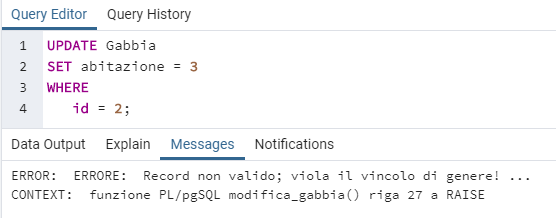 Query Editor Query History
1 UPDATE Gabbia
2 SET abitazione = 3
3 WHERE
4 id = 2;
Data Output Explain Messages Notifications
ERROR: ERRORE: Record non valido; viola il vincolo di genere! ...
CONTEXT: funzione PL/pgSQL modifica_gabbia() riga 27 a RAISE